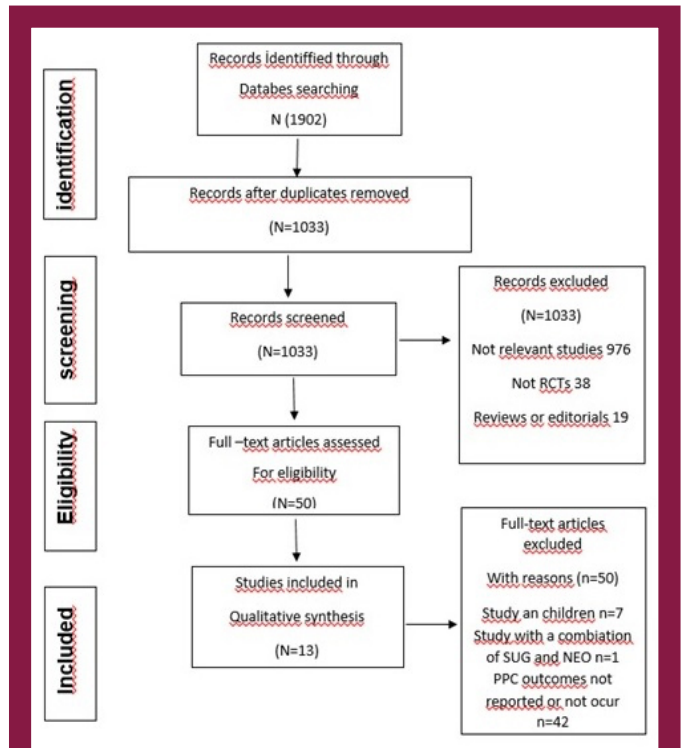 identification
Records İdentiffied through
Databes searching
N (1902)
Records after duplicates removed
(N=1033)
screening
Records screened
(N=1033)
Records excluded
(N=1033)
Not relevant studies 976
Not RCTs 38
Reviews or editorials 19
Eligibility
Full –text articles assessed
For eligibility
(N=50)
Included
Studies included in
Qualitative synthesis
(N=13)
Full-text articles
excluded
With reasons (n=50)
Study an children n=7
Study with a combiation
of SUG and NEO n=1
PPC outcomes not
reported or not ocur
n=42